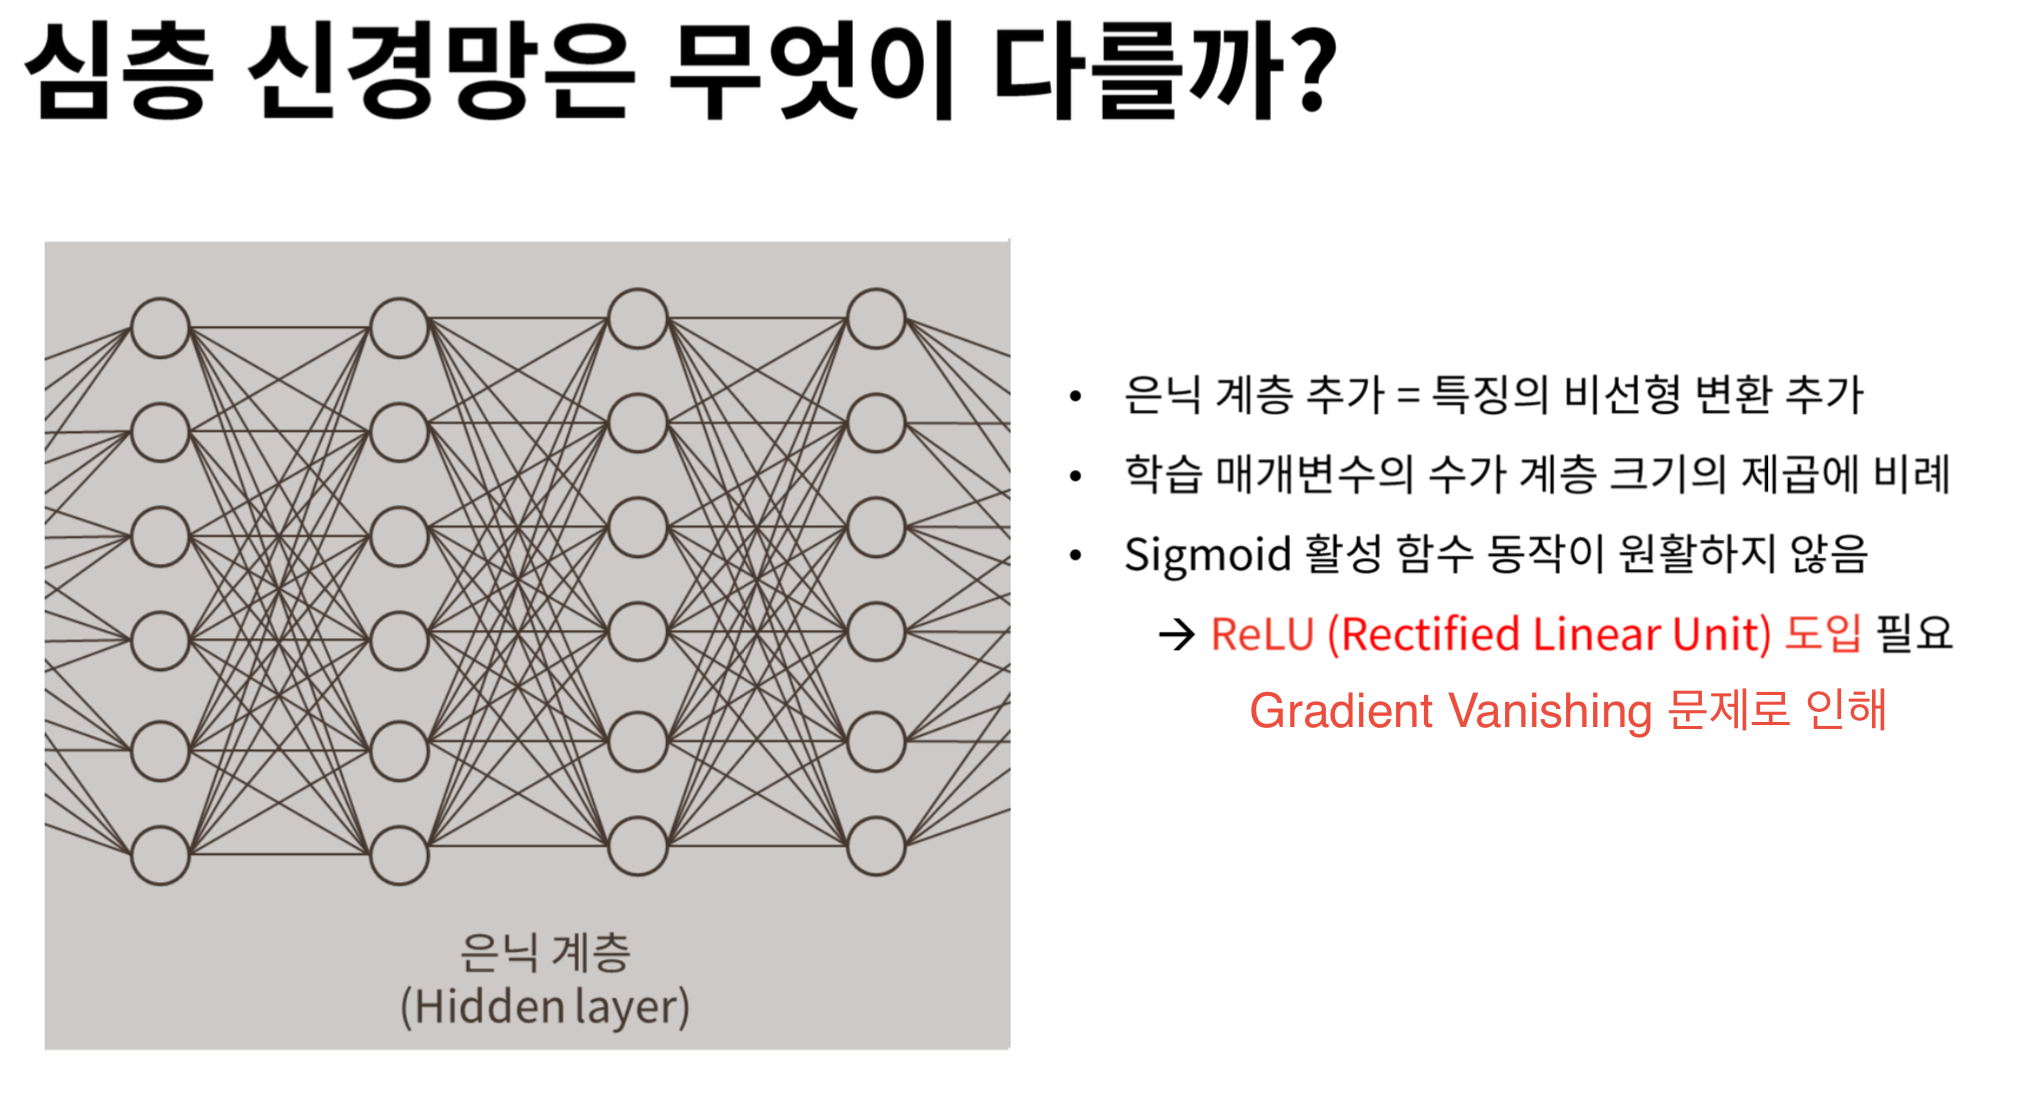 심층 신경망은 무엇이 다를까?
• 은닉 계층 추가 = 특징의 비선형 변환 추가
• 학습 매개변수의 수가 계층 크기의 제곱에 비례
• Sigmoid 활성 함수 동작이 원활하지 않음
→ ReLU (Rectified Linear Unit) 도입 필요
Gradient Vanishing 문제로 인해
은닉 계층
(Hidden layer)